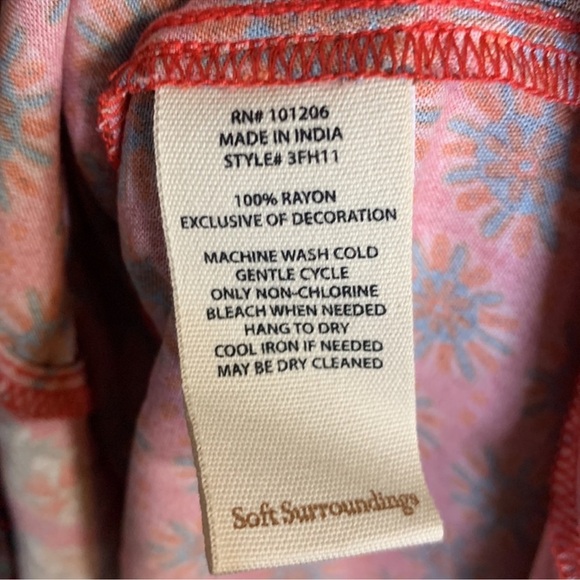 RN# 101206
MADE IN INDIA
STYLE# 3FH11
100% RAYON
EXCLUSIVE OF DECORATION
MACHINE WASH COLD
GENTLE CYCLE
ONLY NON-CHLORINE
BLEACH WHEN NEEDED
HANG TO DRY
COOL IRON IF NEEDED
MAY BE DRY CLEANED
Soft Surroundings